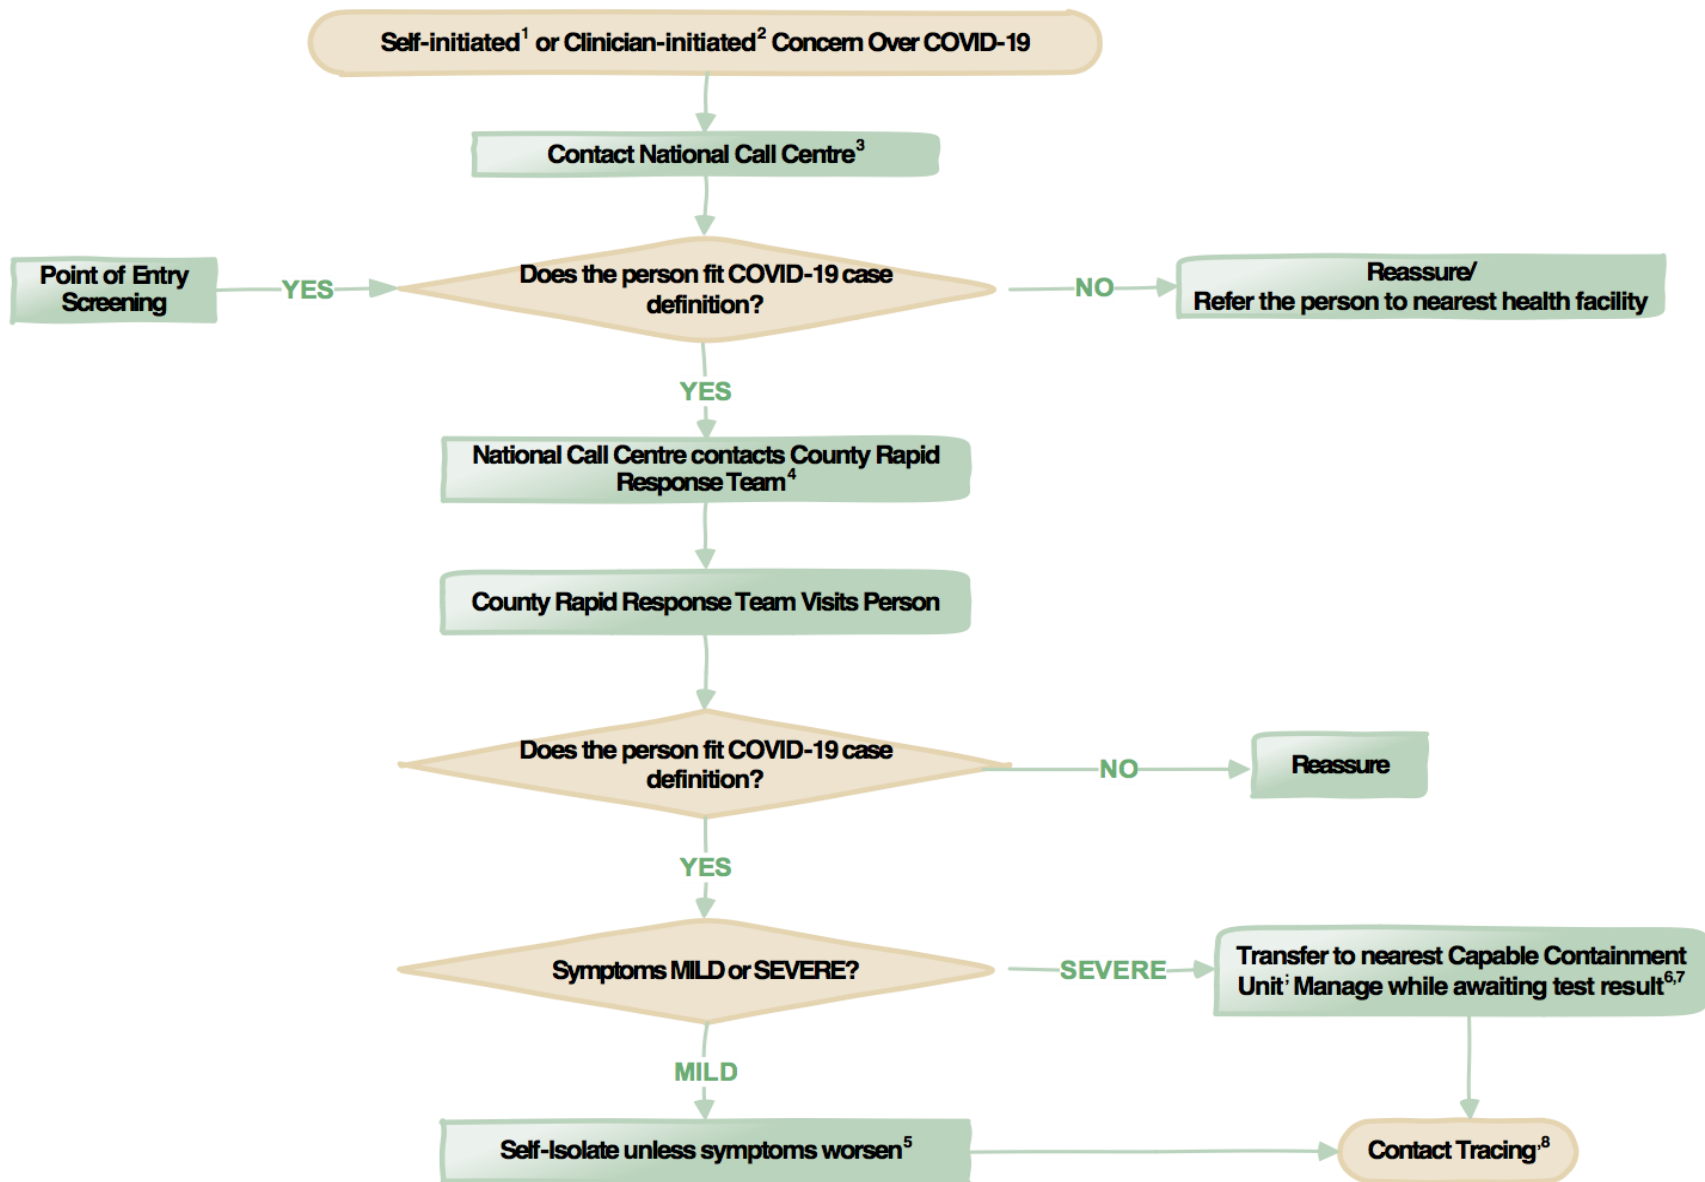 Self-initiated¹ or Clinician-initiated² Concern Over COVID-19
Contact National Call Centre³
Point of Entry
Screening
YES
Does the person fit COVID-19 case
definition?
NO
Reassure/
Refer the person to nearest health facility
YES
National Call Centre contacts County Rapid
Response Team⁴
County Rapid Response Team Visits Person
Does the person fit COVID-19 case
definition?
NO
Reassure
YES
Symptoms MILD or SEVERE?
SEVERE
Transfer to nearest Capable Containment
Unit; Manage while awaiting test result⁶,⁷
MILD
Self-Isolate unless symptoms worsen⁵
Contact Tracing,⁸